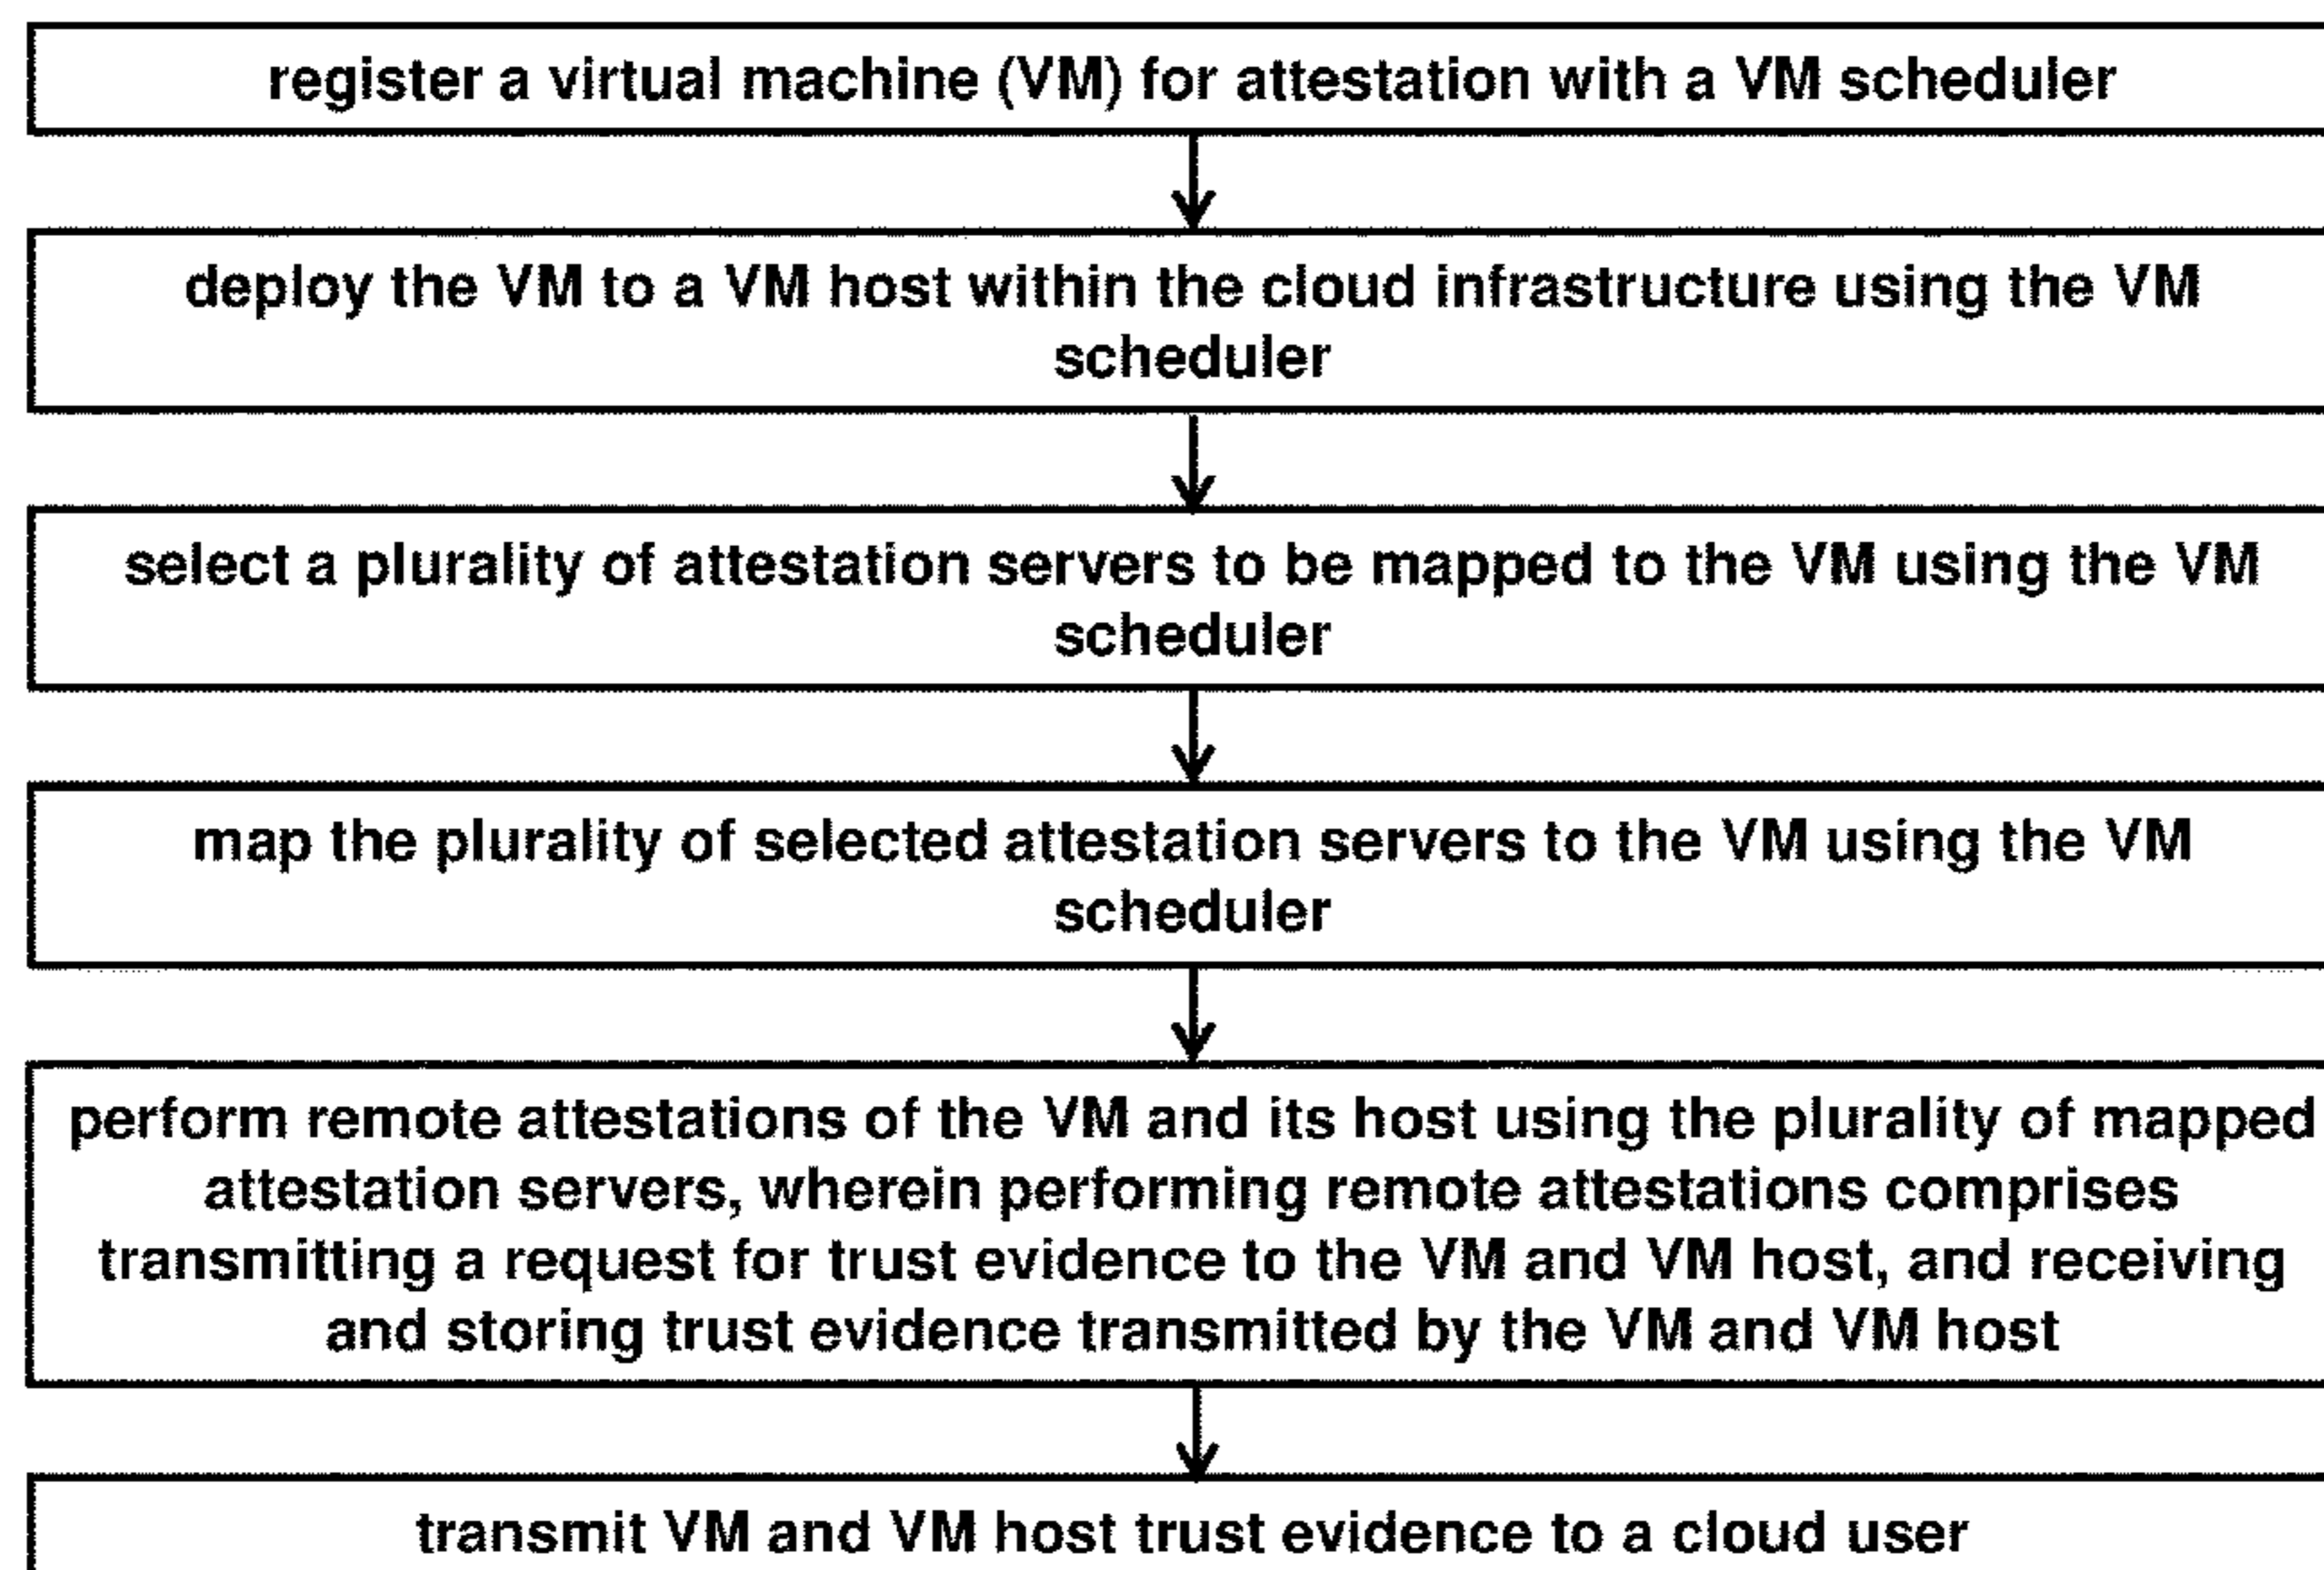 register a virtual machine (VM) for attestation with a VM scheduler
deploy the VM to a VM host within the cloud infrastructure using the VM
scheduler
select a plurality of attestation servers to be mapped to the VM using the VM
scheduler
map the plurality of selected attestation servers to the VM using the VM
scheduler
perform remote attestations of the VM and its host using the plurality of mapped
attestation servers, wherein performing remote attestations comprises
transmitting a request for trust evidence to the VM and VM host, and receiving
and storing trust evidence transmitted by the VM and VM host
transmit VM and VM host trust evidence to a cloud user